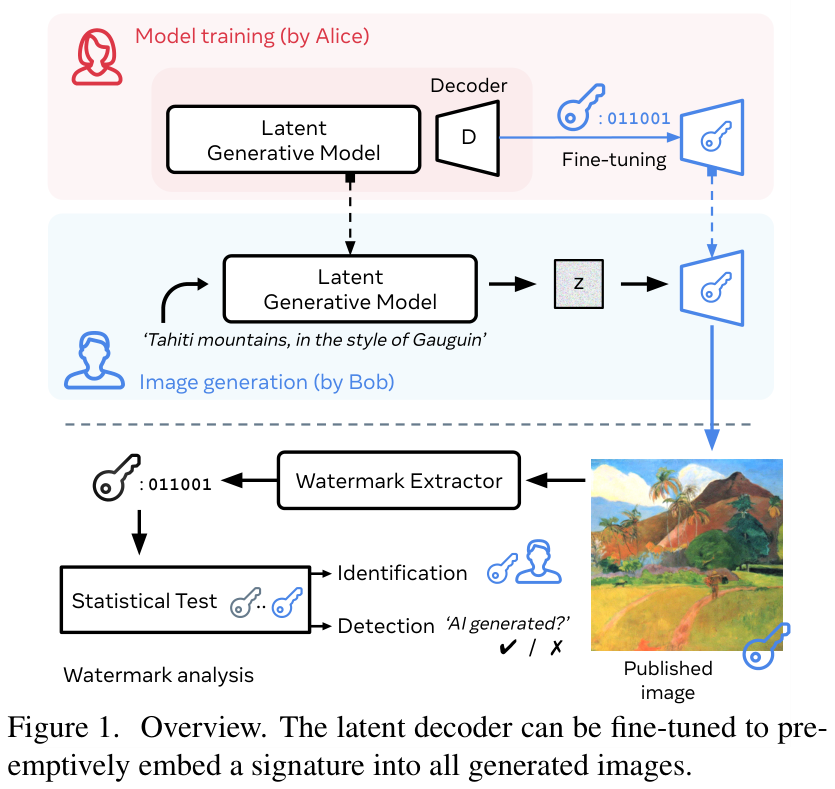 Model training (by Alice)
Decoder
Latent
Generative Model
D
: 011001
Fine-tuning
Latent
Generative Model
z
'Tahiti mountains, in the style of Gauguin'
Image generation (by Bob)
: 011001
Watermark Extractor
Statistical Test
..
Identification
Detection
'AI generated?'
✔ / ✗
Watermark analysis
Published
image
Figure 1. Overview. The latent decoder can be fine-tuned to pre-
emptively embed a signature into all generated images.